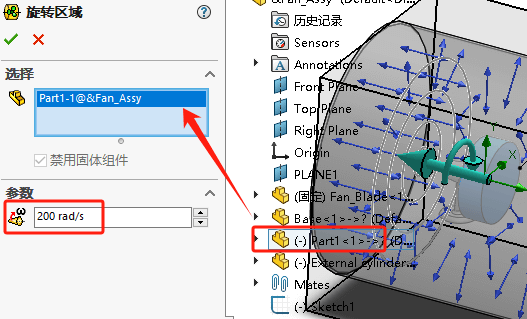 旋转区域
?
选择
Part1-1@&Fan_Assy
禁用固体组件
参数
200 rad/s
&Fan_Assy (Default<Di
历史记录
Sensors
Annotations
Front Plane
Top Plane
Right Plane
Origin
PLANE1
(固定) Fan_Blade<1
Base<1>->? (Defa
(-) Part1<1>->
(D...
(-) External cylinder...
Mates
(-) Sketch1
X